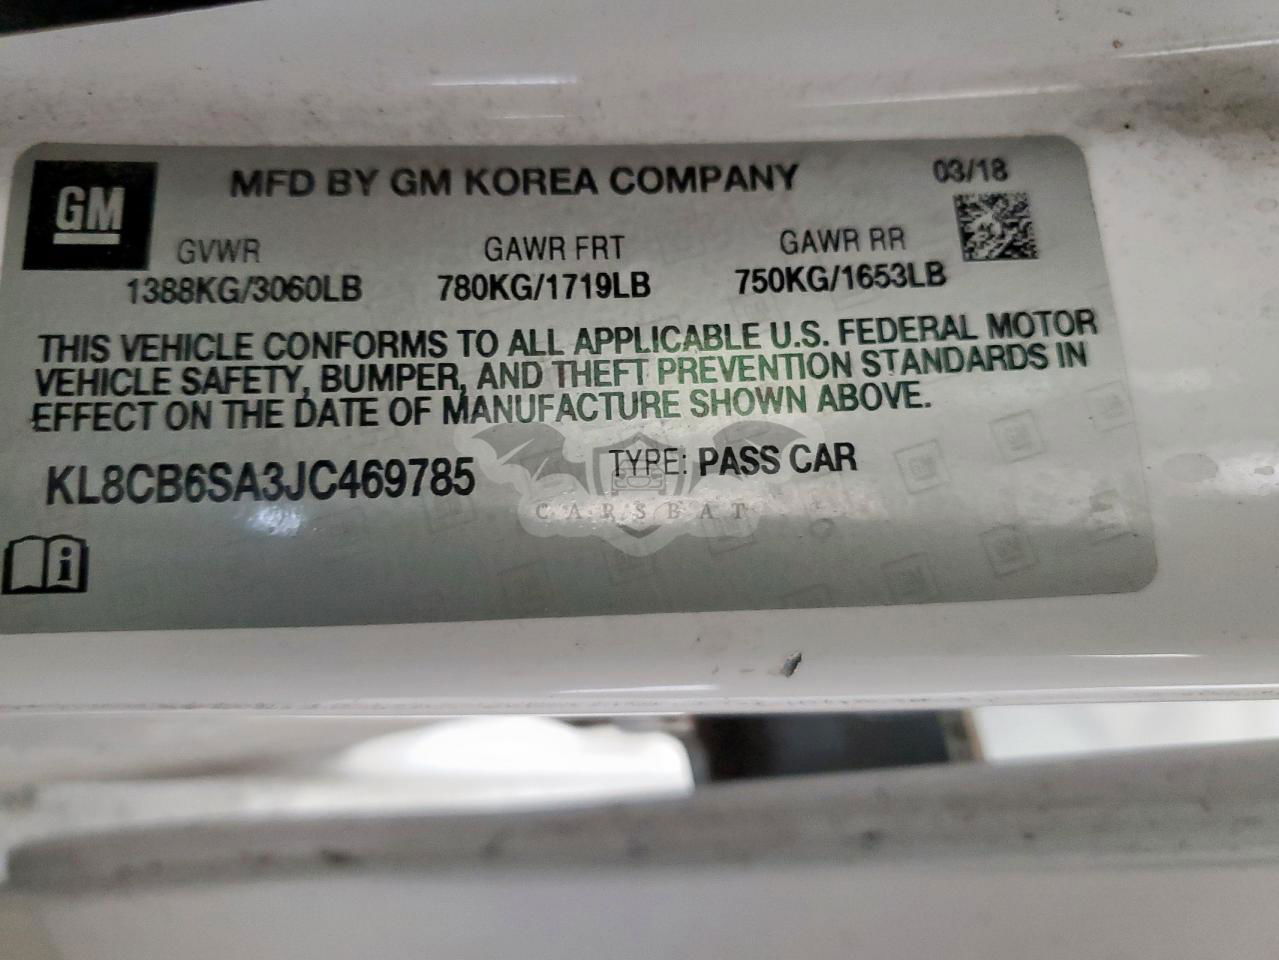 GM
MFD BY GM KOREA COMPANY
03/18
GVWR GAWR FRT GAWR RR
1388KG/3060LB 780KG/1719LB 750KG/1653LB
THIS VEHICLE CONFORMS TO ALL APPLICABLE U.S. FEDERAL MOTOR
VEHICLE SAFETY, BUMPER, AND THEFT PREVENTION STANDARDS IN
EFFECT ON THE DATE OF MANUFACTURE SHOWN ABOVE.
KL8CB6SA3JC469785 TYPE: PASS CAR
CARSBAT
i